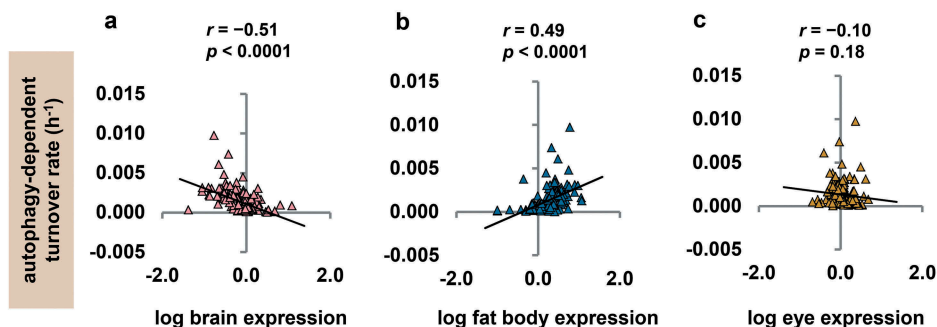 a
r = −0.51
p < 0.0001
b
r = 0.49
p < 0.0001
c
r = −0.10
p = 0.18
autophagy-dependent
turnover rate (h⁻¹)
0.015
0.010
0.005
0.000
-0.005
-2.0
0.0
2.0
log brain expression
0.015
0.010
0.005
0.000
-0.005
-2.0
0.0
2.0
log fat body expression
0.015
0.010
0.005
0.000
-0.005
-2.0
0.0
2.0
log eye expression